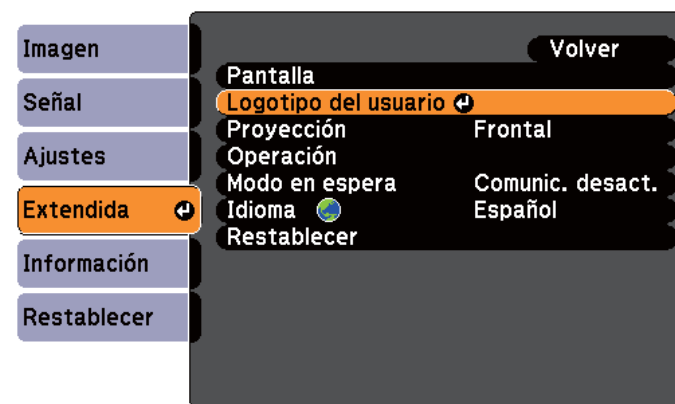 Imagen
Señal
Ajustes
Extendida
Información
Restablecer
Volver
Pantalla
Logotipo del usuario
Proyección Frontal
Operación
Modo en espera Comunic. desact.
Idioma Español
Restablecer